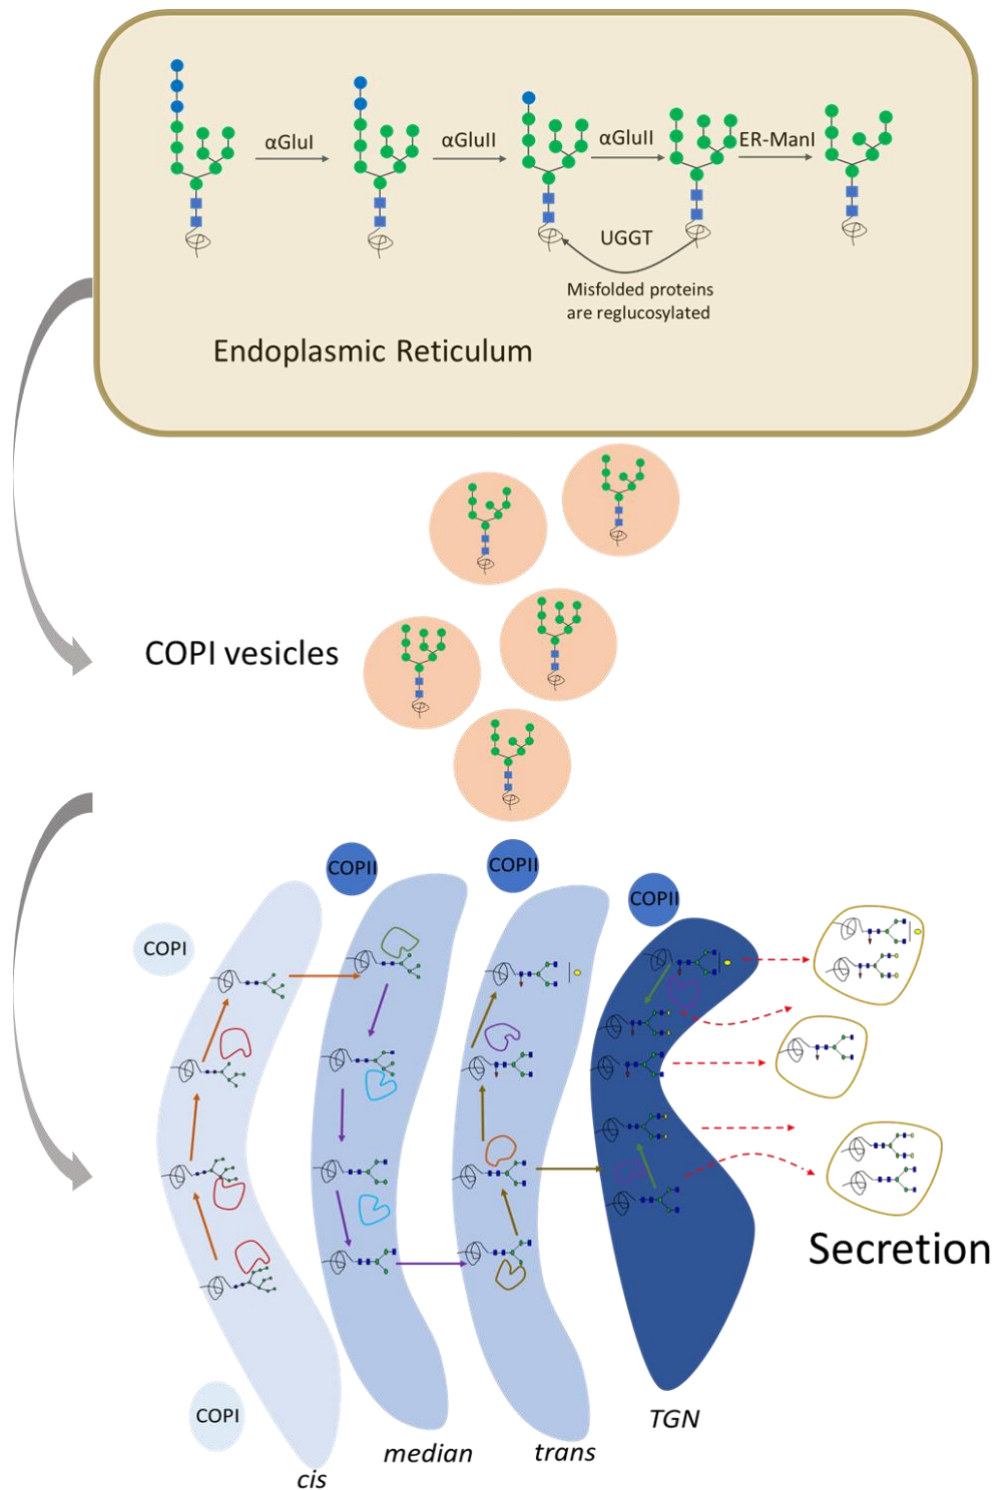 αGluI
αGluII
αGluII
ER-ManI
UGGT
Misfolded proteins
are reglucosylated
Endoplasmic Reticulum
COPI vesicles
COPII
COPII
COPII
COPI
Secretion
COPI
TGN
median
trans
cis